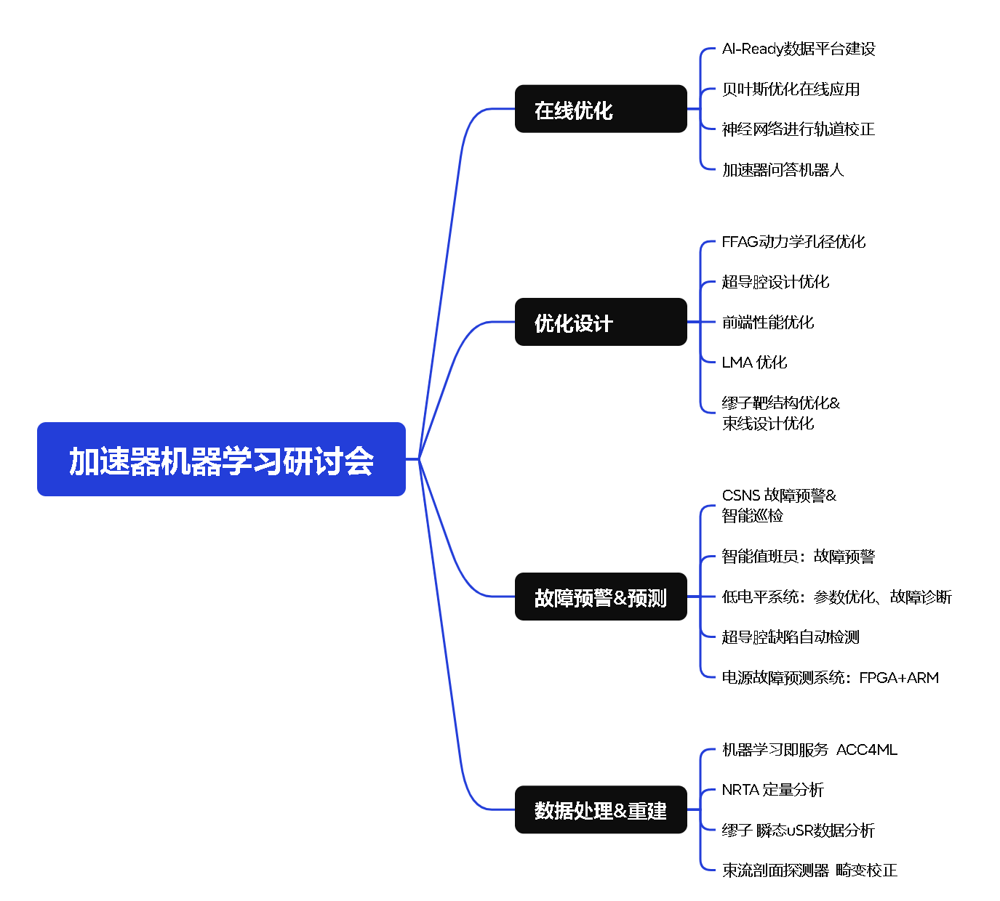 加速器机器学习研讨会
在线优化
AI-Ready数据平台建设
贝叶斯优化在线应用
神经网络进行轨道校正
加速器问答机器人
优化设计
FFAG动力学孔径优化
超导腔设计优化
前端性能优化
LMA 优化
缪子靶结构优化&
束线设计优化
故障预警&预测
CSNS 故障预警&
智能巡检
智能值班员：故障预警
低电平系统：参数优化、故障诊断
超导腔缺陷自动检测
电源故障预测系统：FPGA+ARM
数据处理&重建
机器学习即服务 ACC4ML
NRTA 定量分析
缪子 瞬态uSR数据分析
束流剖面探测器 畸变校正